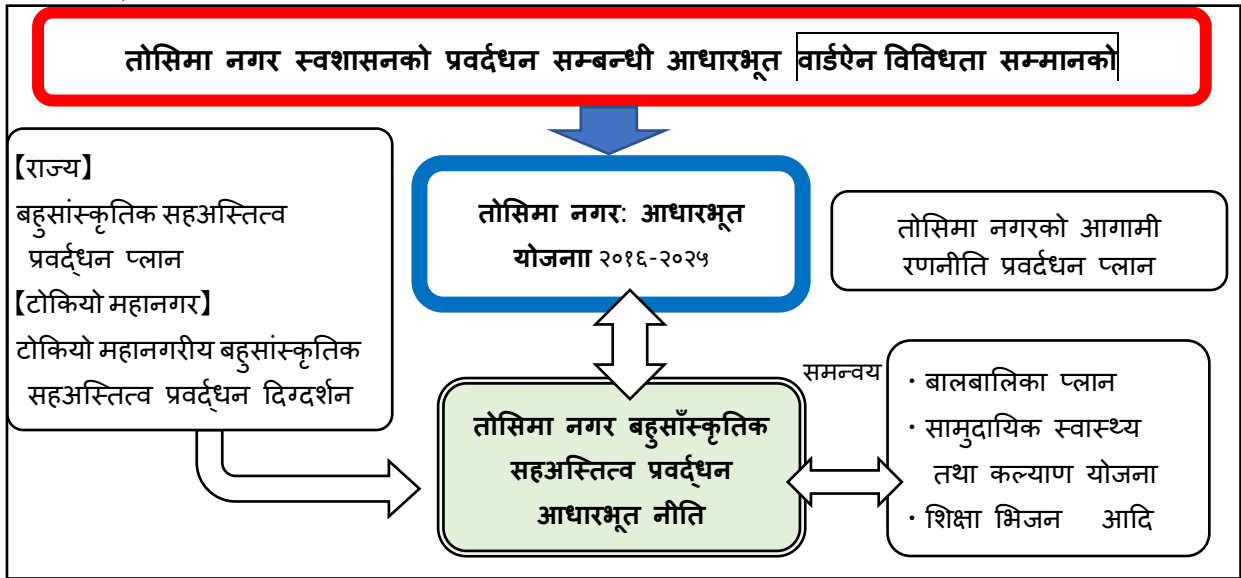 तोसिमा नगर स्वशासनको प्रवर्दधन सम्बन्धी आधारभूत वार्डऐन विविधता सम्मानको
【राज्य】
बहुसांस्कृतिक सहअस्तित्व
प्रवर्द्धन प्लान
【टोकियो महानगर】
टोकियो महानगरीय बहुसांस्कृतिक
सहअस्तित्व प्रवर्द्धन दिग्दर्शन
तोसिमा नगर: आधारभूत
योजनाा २०१६-२०२५
तोसिमा नगरको आगामी
रणनीति प्रवर्दधन प्लान
तोसिमा नगर बहुसाँस्कृतिक
सहअस्तित्व प्रवर्द्धन
आधारभूत नीति
समन्वय
・बालबालिका प्लान
・सामुदायिक स्वास्थ्य
तथा कल्याण योजना
・शिक्षा भिजन आदि